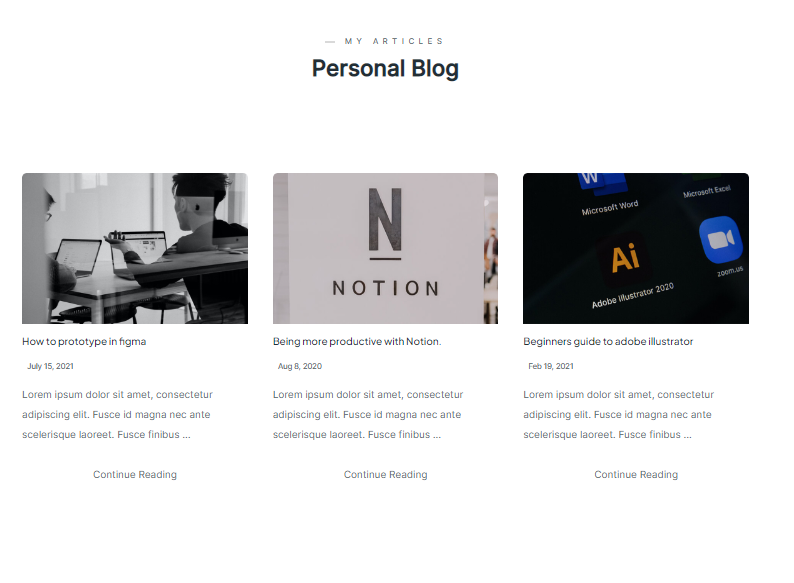 — MY ARTICLES
Personal Blog
N
NOTION
W
Microsoft Word
Microsoft Excel
Ai
Adobe Illustrator 2020
zoom.us
How to prototype in figma
July 15, 2021
Lorem ipsum dolor sit amet, consectetur
adipiscing elit. Fusce id magna nec ante
scelerisque laoreet. Fusce finibus ...
Continue Reading
Being more productive with Notion.
Aug 8, 2020
Lorem ipsum dolor sit amet, consectetur
adipiscing elit. Fusce id magna nec ante
scelerisque laoreet. Fusce finibus ...
Continue Reading
Beginners guide to adobe illustrator
Feb 19, 2021
Lorem ipsum dolor sit amet, consectetur
adipiscing elit. Fusce id magna nec ante
scelerisque laoreet. Fusce finibus ...
Continue Reading